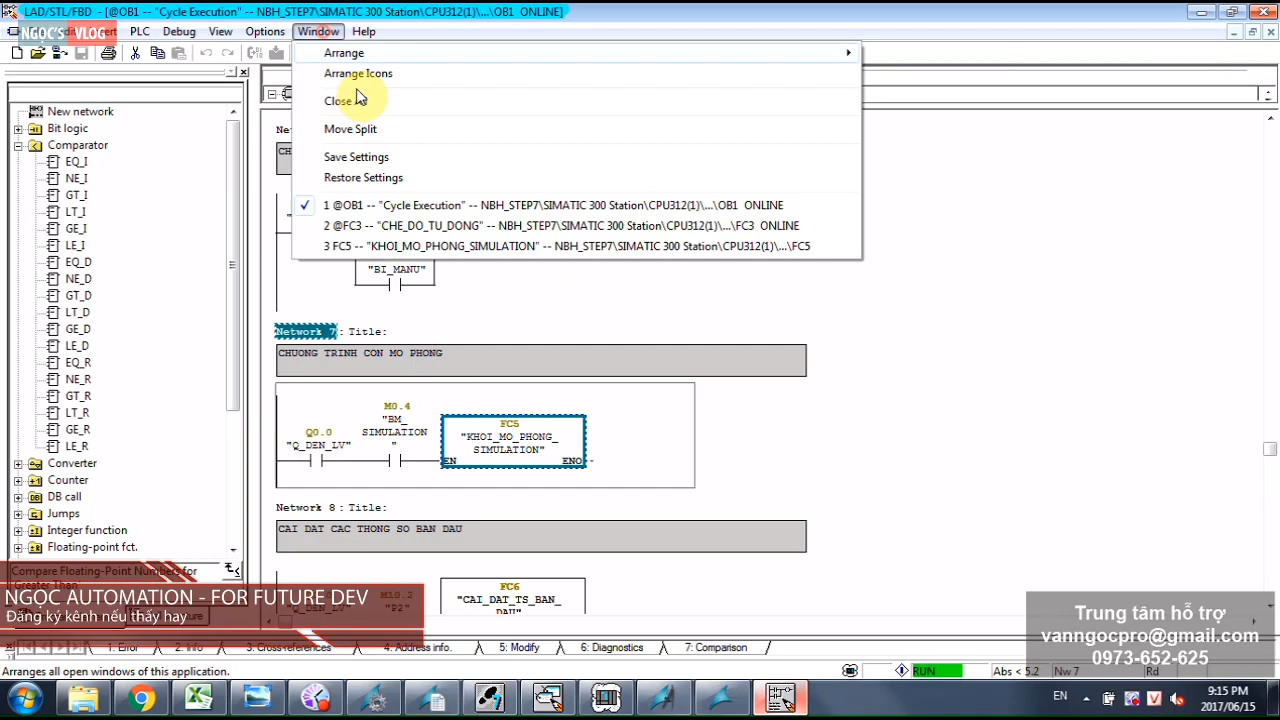 LAD/STL/FBD - [@OB1 -- "Cycle Execution" -- NBH_STEP7\SIMATIC 300 Station\CPU312(1)\...\OB1 ONLINE]
NGỌC'S VLOG
PLC Debug View Options Window Help
Arrange
Arrange Icons
Close
Move Split
Save Settings
Restore Settings
1 @OB1 -- "Cycle Execution" -- NBH_STEP7\SIMATIC 300 Station\CPU312(1)\...\OB1 ONLINE
2 @FC3 -- "CHE_DO_TU_DONG" -- NBH_STEP7\SIMATIC 300 Station\CPU312(1)\...\FC3 ONLINE
3 FC5 -- "KHOI_MO_PHONG_SIMULATION" -- NBH_STEP7\SIMATIC 300 Station\CPU312(1)\...\FC5
New network
Bit logic
Comparator
EQ_I
NE_I
GT_I
LT_I
GE_I
LE_I
EQ_D
NE_D
GT_D
LT_D
GE_D
LE_D
EQ_R
NE_R
GT_R
LT_R
GE_R
LE_R
Converter
Counter
DB call
Jumps
Integer function
Floating-point fct.
Compare Floating-Point Numbers for
Greater Than
"BI_MANU"
Network 7 : Title:
CHUONG TRINH CON MO PHONG
M0.4
"BM_
SIMULATION
"
Q0.0
"Q_DEN_LV"
FC5
"KHOI_MO_PHONG_
SIMULATION"
EN ENO
Network 8 : Title:
CAI DAT CAC THONG SO BAN DAU
"Q_DEN_LV"
M10.2
"P2"
FC6
"CAI_DAT_TS_BAN_
DAU"
NGỌC AUTOMATION - FOR FUTURE DEV
Đăng ký kênh nếu thấy hay
Trung tâm hỗ trợ
vanngocpro@gmail.com
0973-652-625
1: Error 2: Info 3: Cross-references 4: Address info. 5: Modify 6: Diagnostics 7: Comparison
Arranges all open windows of this application.
RUN Abs < 5.2 Nw 7 Rd
EN
9:15 PM
2017/06/15